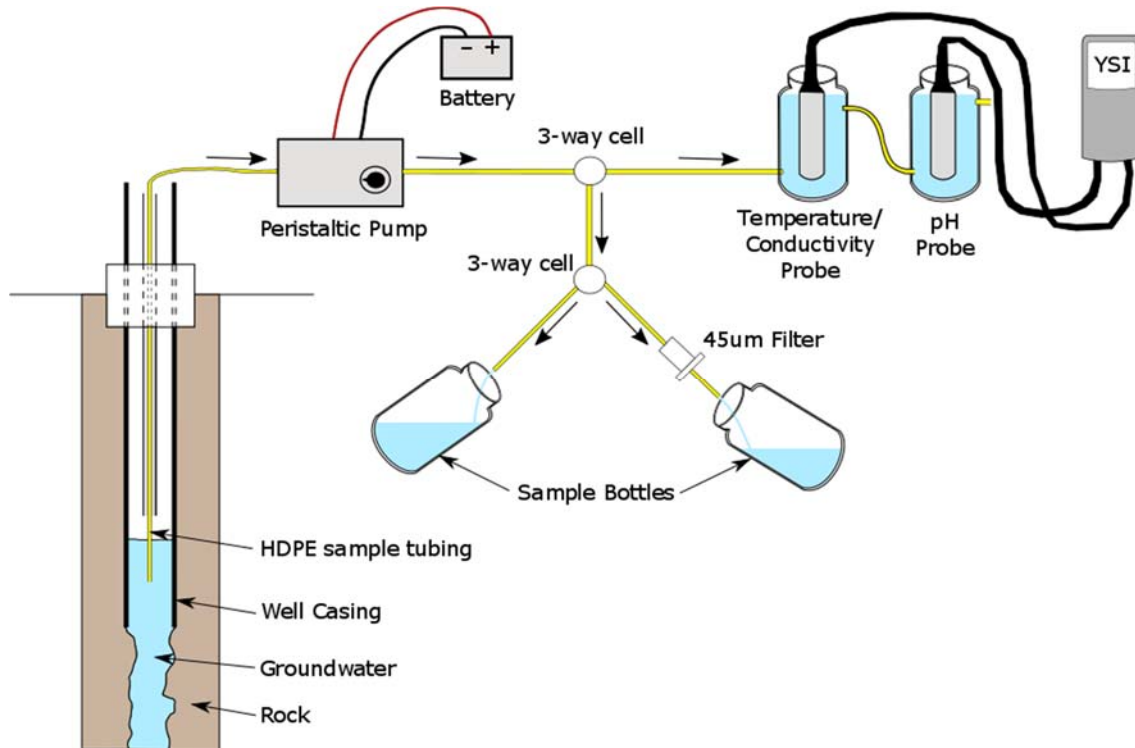 - +
Battery
YSI
3-way cell
Peristaltic Pump
Temperature/
Conductivity
Probe
pH
Probe
3-way cell
45um Filter
Sample Bottles
HDPE sample tubing
Well Casing
Groundwater
Rock